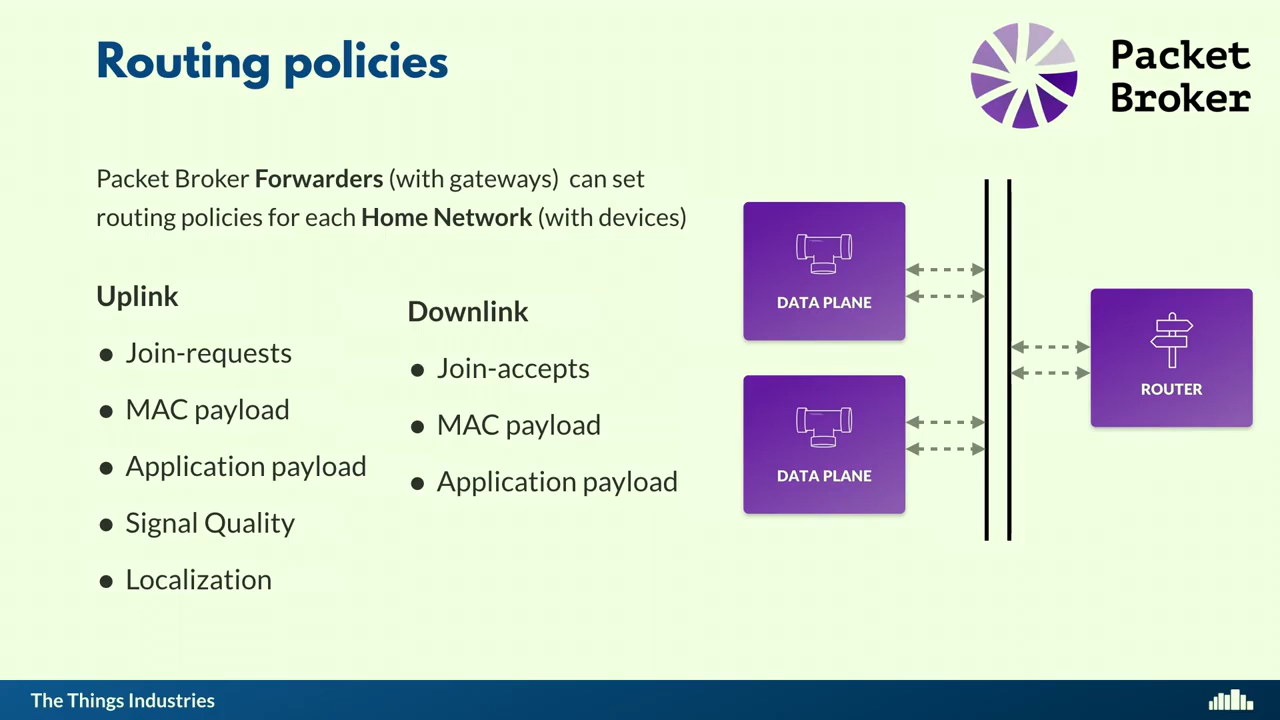 Routing policies
Packet
Broker
Packet Broker Forwarders (with gateways) can set
routing policies for each Home Network (with devices)
Uplink
● Join-requests
● MAC payload
● Application payload
● Signal Quality
● Localization
Downlink
● Join-accepts
● MAC payload
● Application payload
DATA PLANE
DATA PLANE
ROUTER
The Things Industries